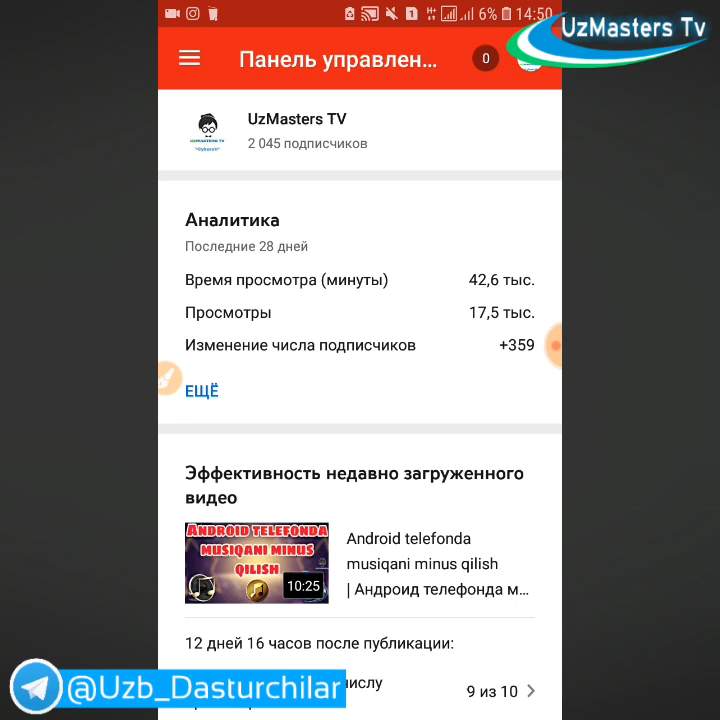 6% 14:50
UzMasters Tv
Панель управлен...
0
UzMasters TV
2 045 подписчиков
Аналитика
Последние 28 дней
Время просмотра (минуты) 42,6 тыс.
Просмотры 17,5 тыс.
Изменение числа подписчиков +359
ЕЩЁ
Эффективность недавно загруженного
видео
ANDROID TELEFONDA
MUSIQANI MINUS
QILISH
10:25
Android telefonda
musiqani minus qilish
| Андроид телефонда м...
12 дней 16 часов после публикации:
числу
9 из 10
@Uzb_Dasturchilar